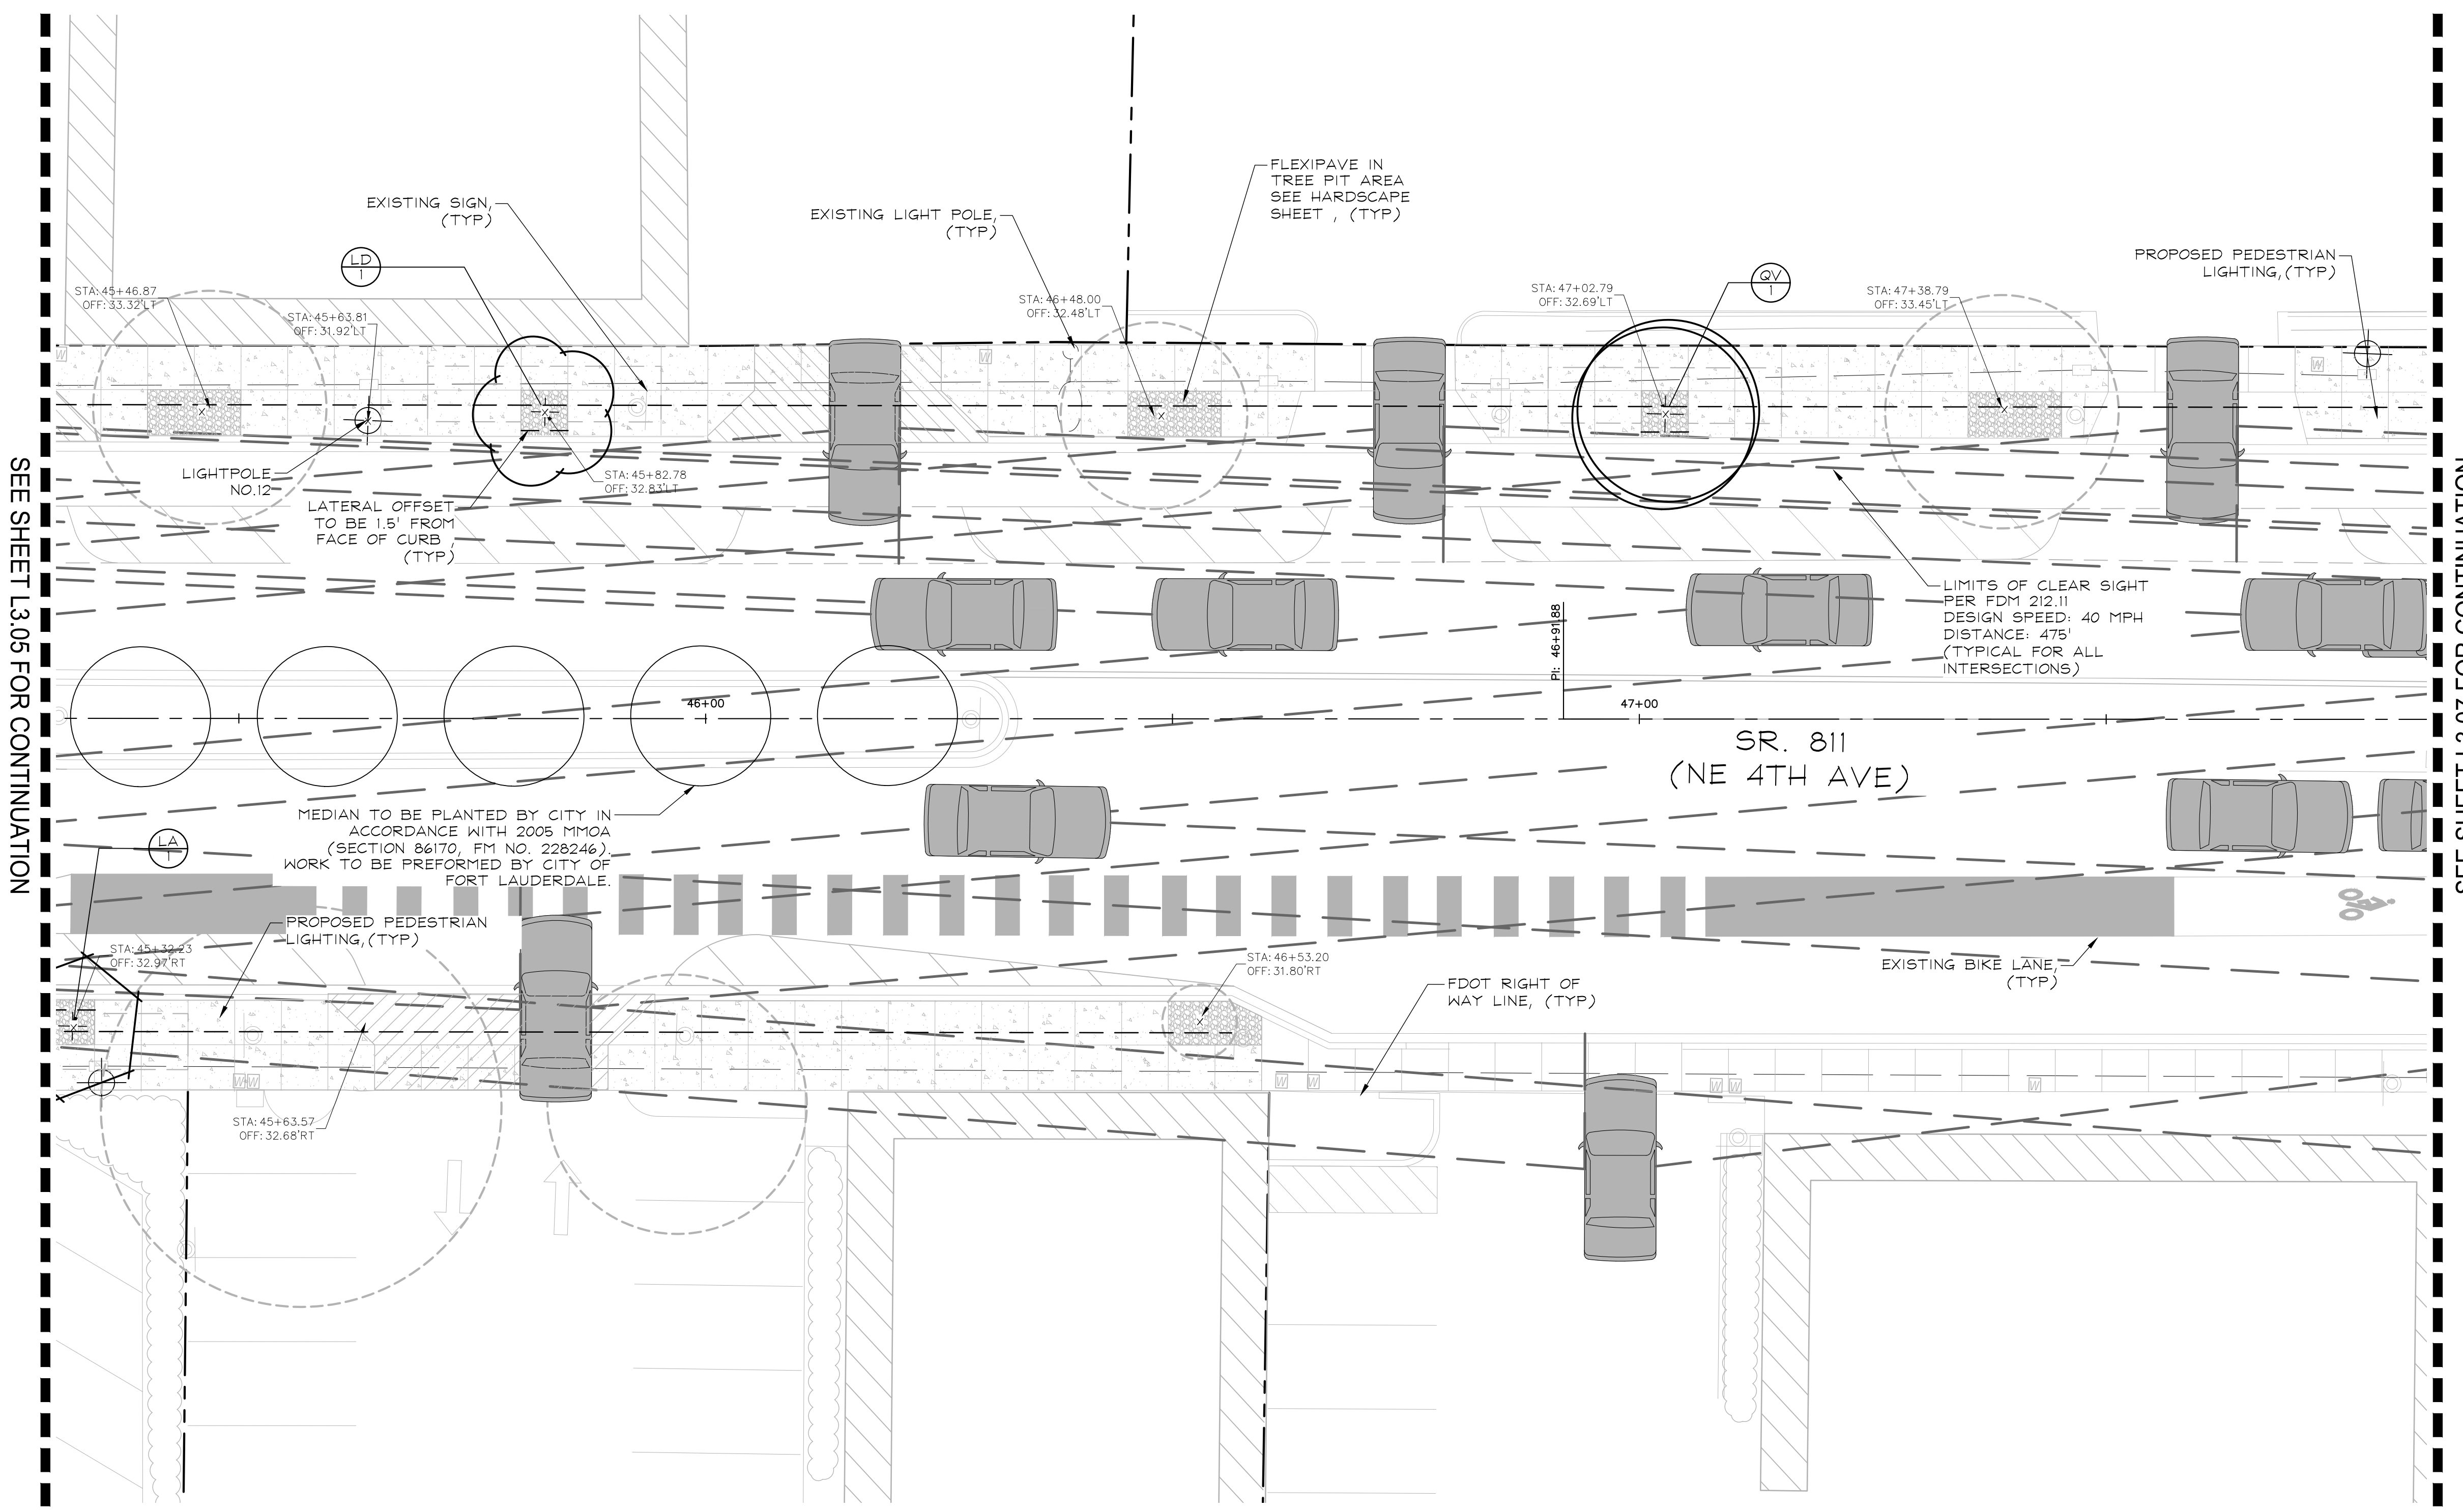 FLEXIPAVE IN
TREE PIT AREA
SEE HARDSCAPE
SHEET , (TYP)
EXISTING SIGN,
(TYP)
EXISTING LIGHT POLE,
(TYP)
PROPOSED PEDESTRIAN
LIGHTING,(TYP)
LD
1
QV
1
STA: 45+46.87
OFF: 33.32'LT
STA: 45+63.81
OFF: 31.92'LT
STA: 46+48.00
OFF: 32.48'LT
STA: 47+02.79
OFF: 32.69'LT
STA: 47+38.79
OFF: 33.45'LT
W
W
W
LIGHTPOLE
NO.12
STA: 45+82.78
OFF: 32.83'LT
LATERAL OFFSET
TO BE 1.5' FROM
FACE OF CURB ,
(TYP)
LIMITS OF CLEAR SIGHT
PER FDM 212.11
DESIGN SPEED: 40 MPH
DISTANCE: 475'
(TYPICAL FOR ALL
INTERSECTIONS)
PI: 46+91.88
46+00
47+00
SR. 811
(NE 4TH AVE)
SEE SHEET L3.05 FOR CONTINUATION
MEDIAN TO BE PLANTED BY CITY IN
ACCORDANCE WITH 2005 MMOA
(SECTION 86170, FM NO. 228246).
WORK TO BE PREFORMED BY CITY OF
FORT LAUDERDALE.
LA
1
PROPOSED PEDESTRIAN
LIGHTING,(TYP)
STA: 45+32.23
OFF: 32.97'RT
STA: 46+53.20
OFF: 31.80'RT
EXISTING BIKE LANE,
(TYP)
FDOT RIGHT OF
WAY LINE, (TYP)
W W
W W
W W
W
STA: 45+63.57
OFF: 32.68'RT